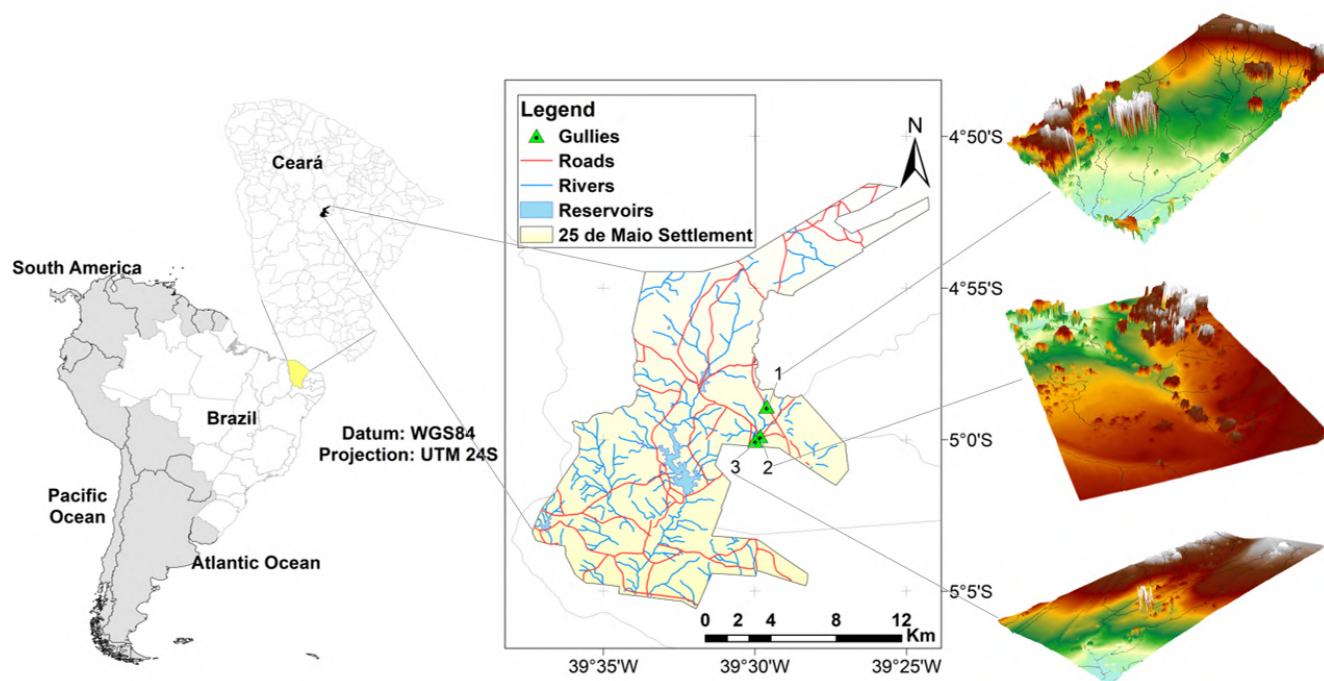 Ceará
South America
Brazil
Datum: WGS84
Projection: UTM 24S
Pacific
Ocean
Atlantic Ocean
Legend
Gullies
Roads
Rivers
Reservoirs
25 de Maio Settlement
N
1
2
3
0 2 4 8 12
Km
4°50'S
4°55'S
5°0'S
5°5'S
39°35'W 39°30'W 39°25'W